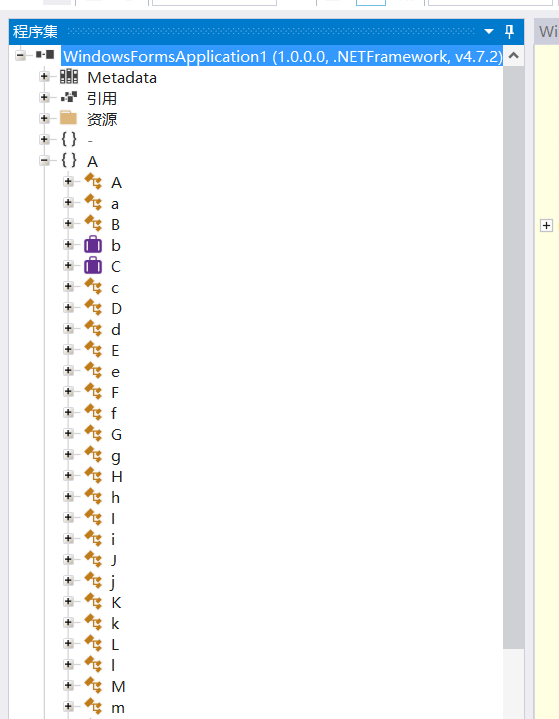 程序集
Wi
WindowsFormsApplication1 (1.0.0.0, .NETFramework, v4.7.2)
Metadata
引用
资源
{ } -
{ } A
A
a
B
b
C
c
D
d
E
e
F
f
G
g
H
h
I
i
J
j
K
k
L
l
M
m